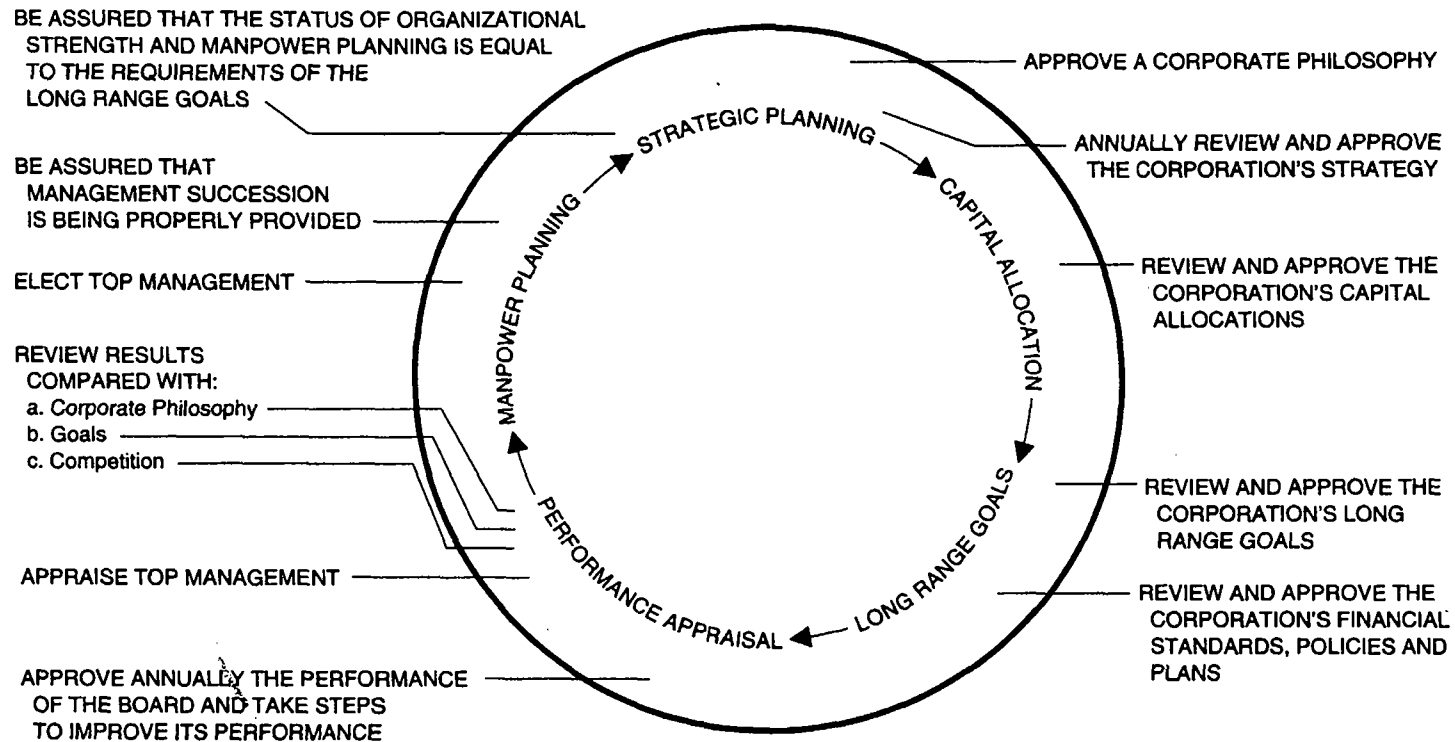 BE ASSURED THAT THE STATUS OF ORGANIZATIONAL
STRENGTH AND MANPOWER PLANNING IS EQUAL
TO THE REQUIREMENTS OF THE
LONG RANGE GOALS
BE ASSURED THAT
MANAGEMENT SUCCESSION
IS BEING PROPERLY PROVIDED
ELECT TOP MANAGEMENT
REVIEW RESULTS
COMPARED WITH:
a. Corporate Philosophy
b. Goals
c. Competition
APPRAISE TOP MANAGEMENT
APPROVE ANNUALLY THE PERFORMANCE
OF THE BOARD AND TAKE STEPS
TO IMPROVE ITS PERFORMANCE
STRATEGIC PLANNING
CAPITAL ALLOCATION
LONG RANGE GOALS
PERFORMANCE APPRAISAL
MANPOWER PLANNING
APPROVE A CORPORATE PHILOSOPHY
ANNUALLY REVIEW AND APPROVE
THE CORPORATION'S STRATEGY
REVIEW AND APPROVE THE
CORPORATION'S CAPITAL
ALLOCATIONS
REVIEW AND APPROVE THE
CORPORATION'S LONG
RANGE GOALS
REVIEW AND APPROVE THE
CORPORATION'S FINANCIAL
STANDARDS, POLICIES AND
PLANS